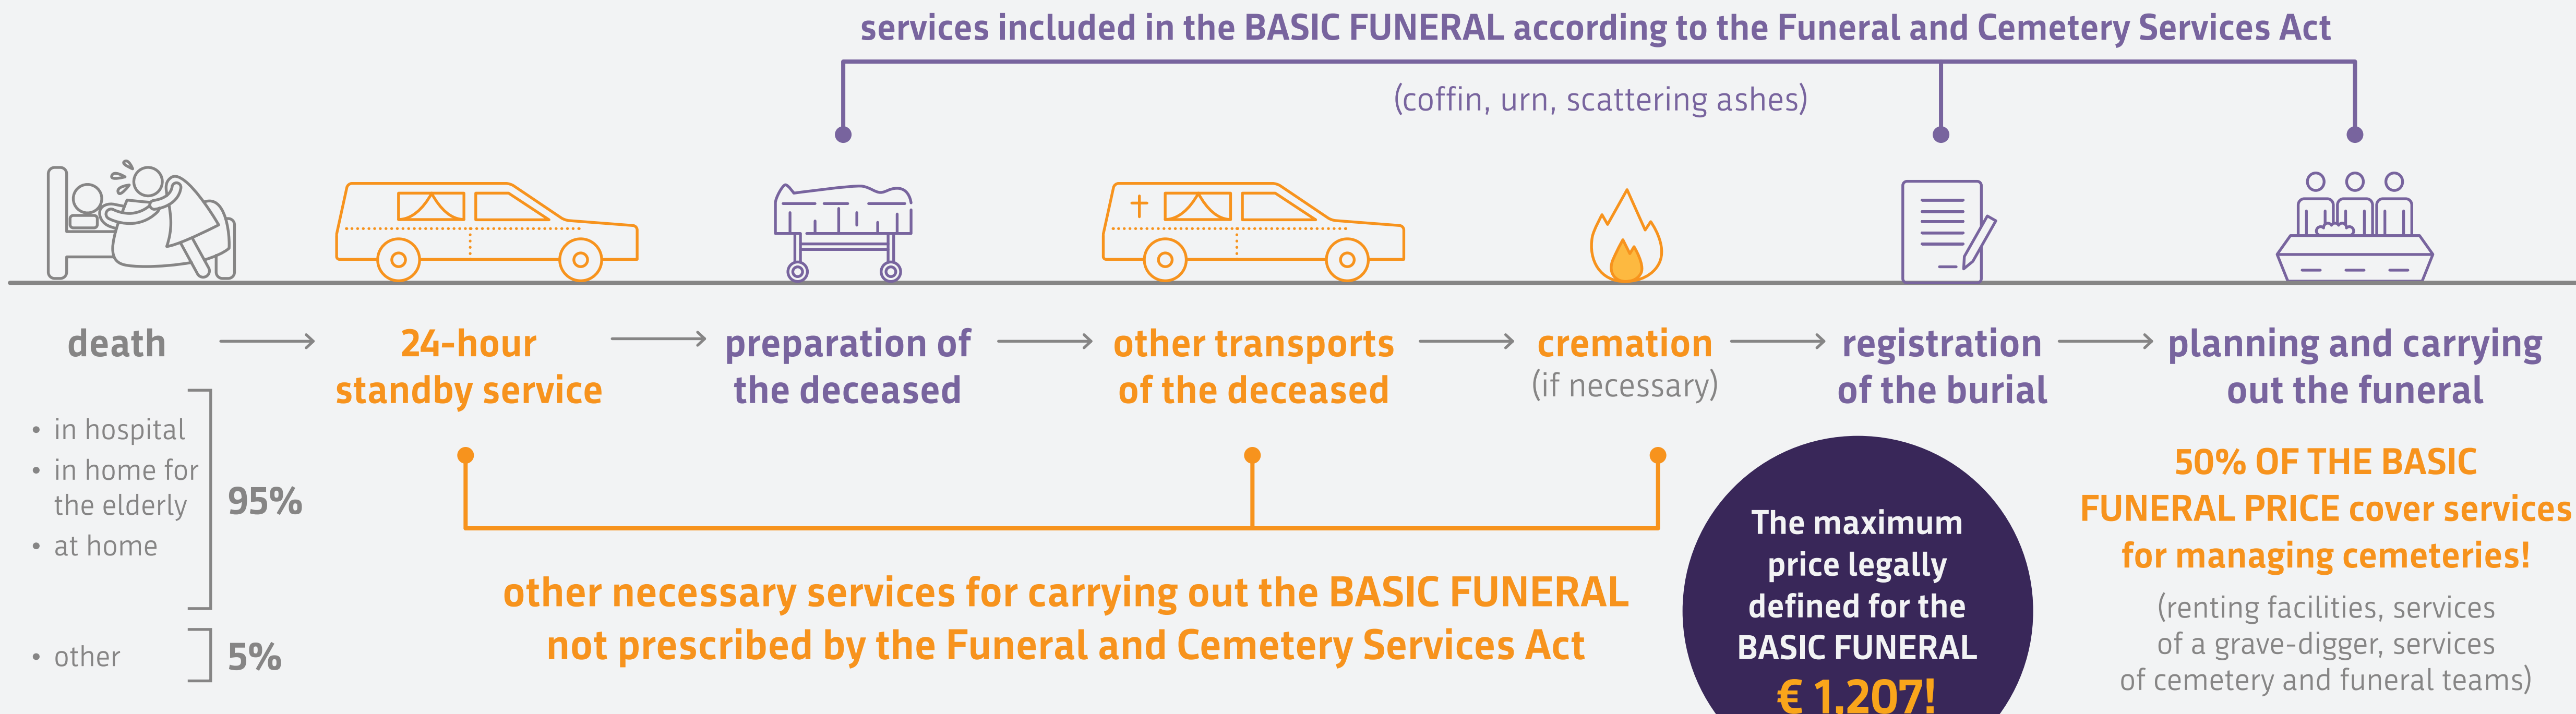 services included in the BASIC FUNERAL according to the Funeral and Cemetery Services Act
(coffin, urn, scattering ashes)
death
24-hour
standby service
preparation of
the deceased
other transports
of the deceased
cremation
(if necessary)
registration
of the burial
planning and carrying
out the funeral
• in hospital
• in home for
the elderly
• at home
95%
• other
5%
other necessary services for carrying out the BASIC FUNERAL
not prescribed by the Funeral and Cemetery Services Act
The maximum
price legally
defined for the
BASIC FUNERAL
€ 1,207!
50% OF THE BASIC
FUNERAL PRICE cover services
for managing cemeteries!
(renting facilities, services
of a grave-digger, services
of cemetery and funeral teams)